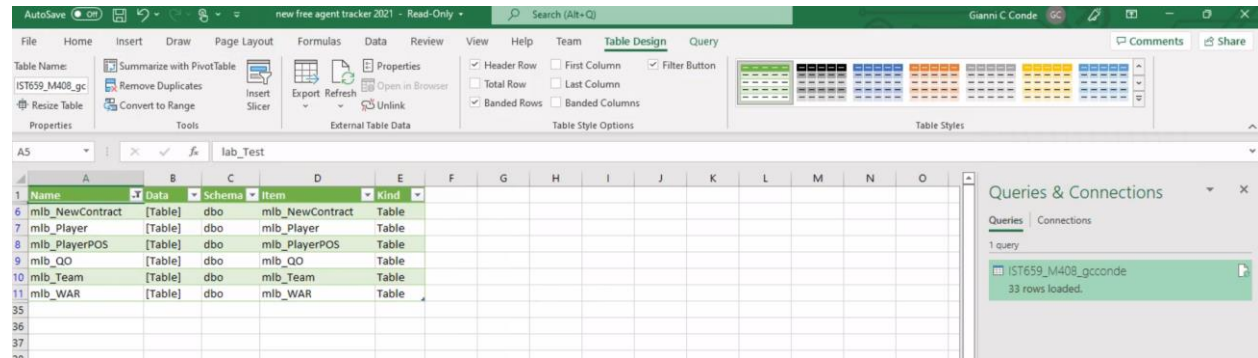 AutoSave Off new free agent tracker 2021 - Read-Only Search (Alt+Q) Gianni C Conde GC
File Home Insert Draw Page Layout Formulas Data Review View Help Team Table Design Query Comments Share
Table Name: Summarize with PivotTable Properties Header Row First Column Filter Button
IST659_M408_gc Remove Duplicates Insert Slicer Export Refresh Open in Browser Total Row Last Column
Resize Table Convert to Range Unlink Banded Rows Banded Columns
Properties Tools External Table Data Table Style Options Table Styles
A5 fx lab_Test
A B C D E F G H I J K L M N O
1 Name Data Schema Item Kind
6 mlb_NewContract [Table] dbo mlb_NewContract Table
7 mlb_Player [Table] dbo mlb_Player Table
8 mlb_PlayerPOS [Table] dbo mlb_PlayerPOS Table
9 mlb_QO [Table] dbo mlb_QO Table
10 mlb_Team [Table] dbo mlb_Team Table
11 mlb_WAR [Table] dbo mlb_WAR Table
35
36
37
Queries & Connections
Queries Connections
1 query
IST659_M408_gcconde
33 rows loaded.